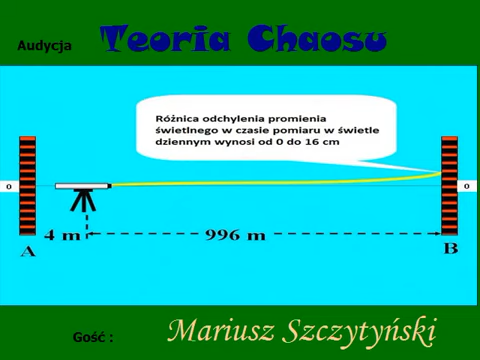 Audycja
Teoria Chaosu
Różnica odchylenia promienia
świetlnego w czasie pomiaru w świetle
dziennym wynosi od 0 do 16 cm
0
0
4 m
996 m
A
B
Gość :
Mariusz Szczytyński